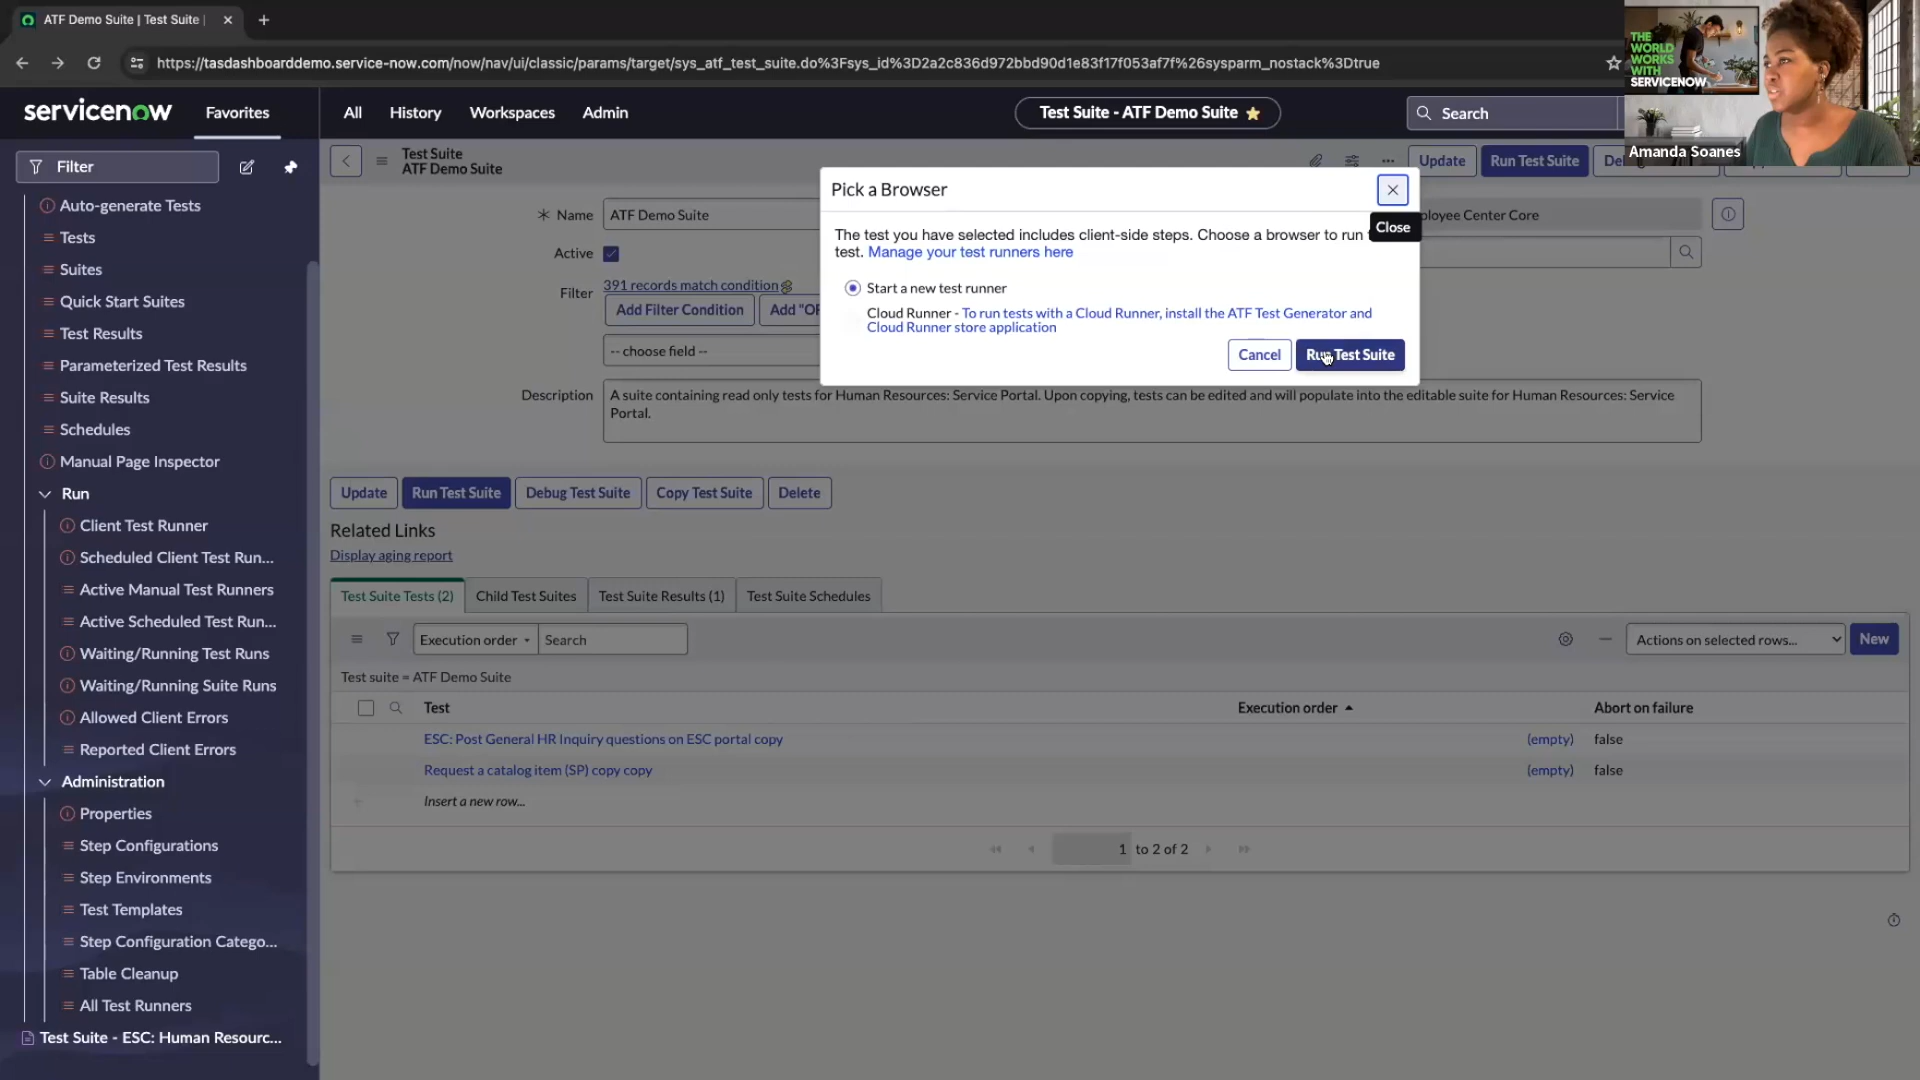 ATF Demo Suite | Test Suite |
https://tasdashboarddemo.service-now.com/now/nav/ui/classic/params/target/sys_atf_test_suite.do%3Fsys_id%3D2a2c836d972bbd90d1e83f17f053af7f%26sysparm_nostack%3Dtrue
THE
WORLD
WORKS
WITH
SERVICENOW
Amanda Soanes
servicenow
Favorites
All
History
Workspaces
Admin
Test Suite - ATF Demo Suite
Search
Filter
Auto-generate Tests
Tests
Suites
Quick Start Suites
Test Results
Parameterized Test Results
Suite Results
Schedules
Manual Page Inspector
Run
Client Test Runner
Scheduled Client Test Run...
Active Manual Test Runners
Active Scheduled Test Run...
Waiting/Running Test Runs
Waiting/Running Suite Runs
Allowed Client Errors
Reported Client Errors
Administration
Properties
Step Configurations
Step Environments
Test Templates
Step Configuration Catego...
Table Cleanup
All Test Runners
Test Suite - ESC: Human Resourc...
Test Suite
ATF Demo Suite
Update
Run Test Suite
Name
ATF Demo Suite
Active
Filter
391 records match condition
Add Filter Condition
-- choose field --
Description
A suite containing read only tests for Human Resources: Service Portal. Upon copying, tests can be edited and will populate into the editable suite for Human Resources: Service
Portal.
Center Core
Pick a Browser
Close
The test you have selected includes client-side steps. Choose a browser to run
test. Manage your test runners here
Start a new test runner
Cloud Runner - To run tests with a Cloud Runner, install the ATF Test Generator and
Cloud Runner store application
Cancel
Run Test Suite
Update
Run Test Suite
Debug Test Suite
Copy Test Suite
Delete
Related Links
Display aging report
Test Suite Tests (2)
Child Test Suites
Test Suite Results (1)
Test Suite Schedules
Execution order
Search
Actions on selected rows...
New
Test suite = ATF Demo Suite
Test
Execution order
Abort on failure
ESC: Post General HR Inquiry questions on ESC portal copy
(empty)
false
Request a catalog item (SP) copy copy
(empty)
false
Insert a new row...
1 to 2 of 2